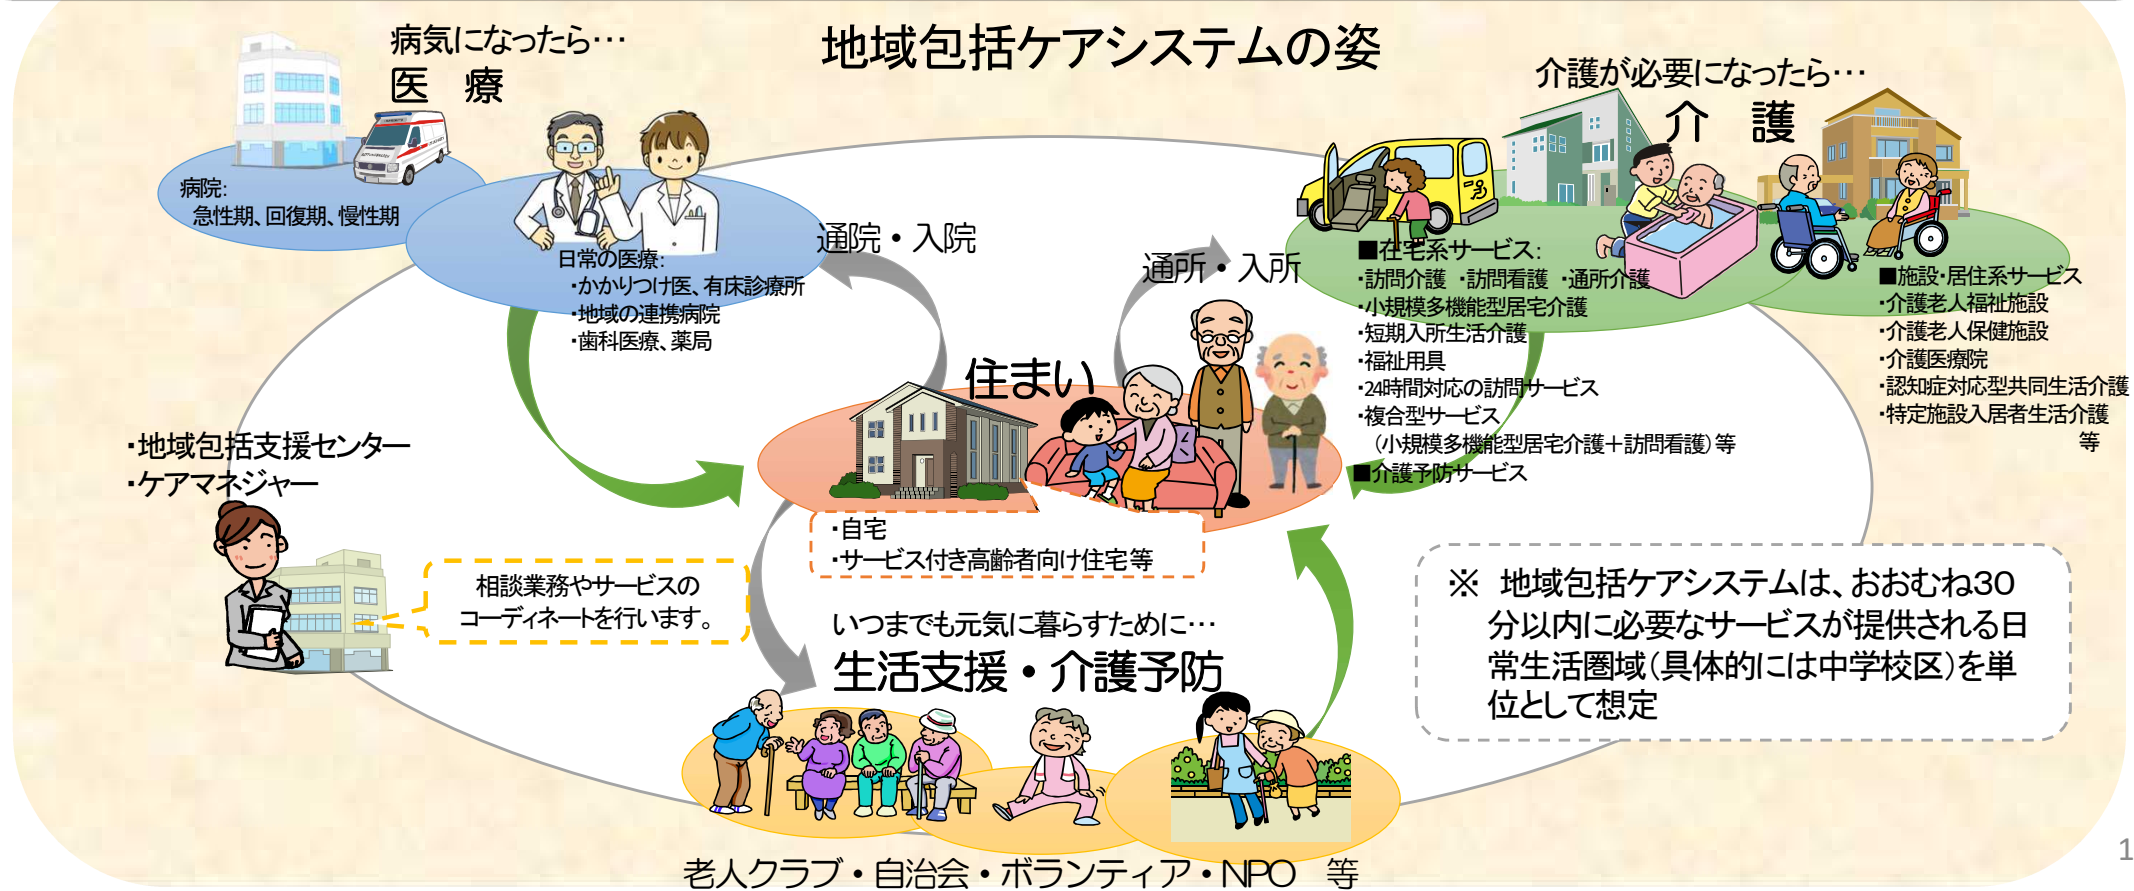 地域包括ケアシステムの姿
病気になったら…
医　療
病院:
急性期、回復期、慢性期
日常の医療:
・かかりつけ医、有床診療所
・地域の連携病院
・歯科医療、薬局
通院・入院
通所・入所
介護が必要になったら…
介　護
■在宅系サービス:
・訪問介護 ・訪問看護 ・通所介護
・小規模多機能型居宅介護
・短期入所生活介護
・福祉用具
・24時間対応の訪問サービス
・複合型サービス
（小規模多機能型居宅介護＋訪問看護）等
■介護予防サービス
■施設・居住系サービス
・介護老人福祉施設
・介護老人保健施設
・介護医療院
・認知症対応型共同生活介護
・特定施設入居者生活介護
等
住まい
・自宅
・サービス付き高齢者向け住宅等
・地域包括支援センター
・ケアマネジャー
相談業務やサービスの
コーディネートを行います。
いつまでも元気に暮らすために…
生活支援・介護予防
老人クラブ・自治会・ボランティア・NPO　等
※ 地域包括ケアシステムは、おおむね30
分以内に必要なサービスが提供される日
常生活圏域（具体的には中学校区）を単
位として想定
1